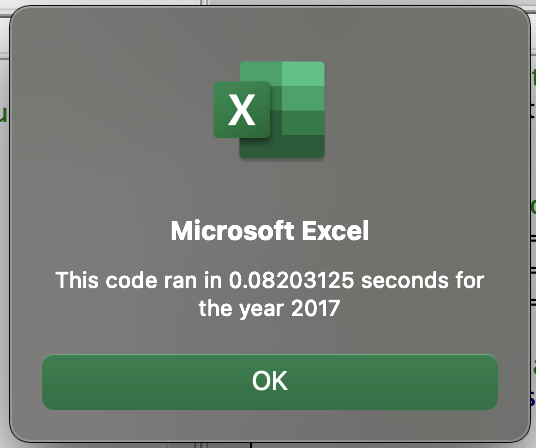 X
Microsoft Excel
This code ran in 0.08203125 seconds for
the year 2017
OK